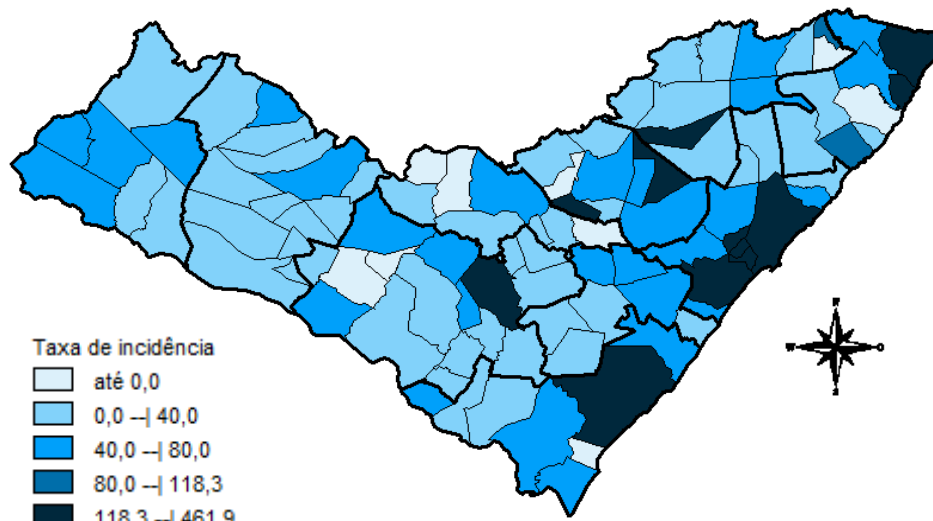 Taxa de incidência
até 0,0
0,0 --| 40,0
40,0 --| 80,0
80,0 --| 118,3
118,3 --| 461,9
N
W
O
S